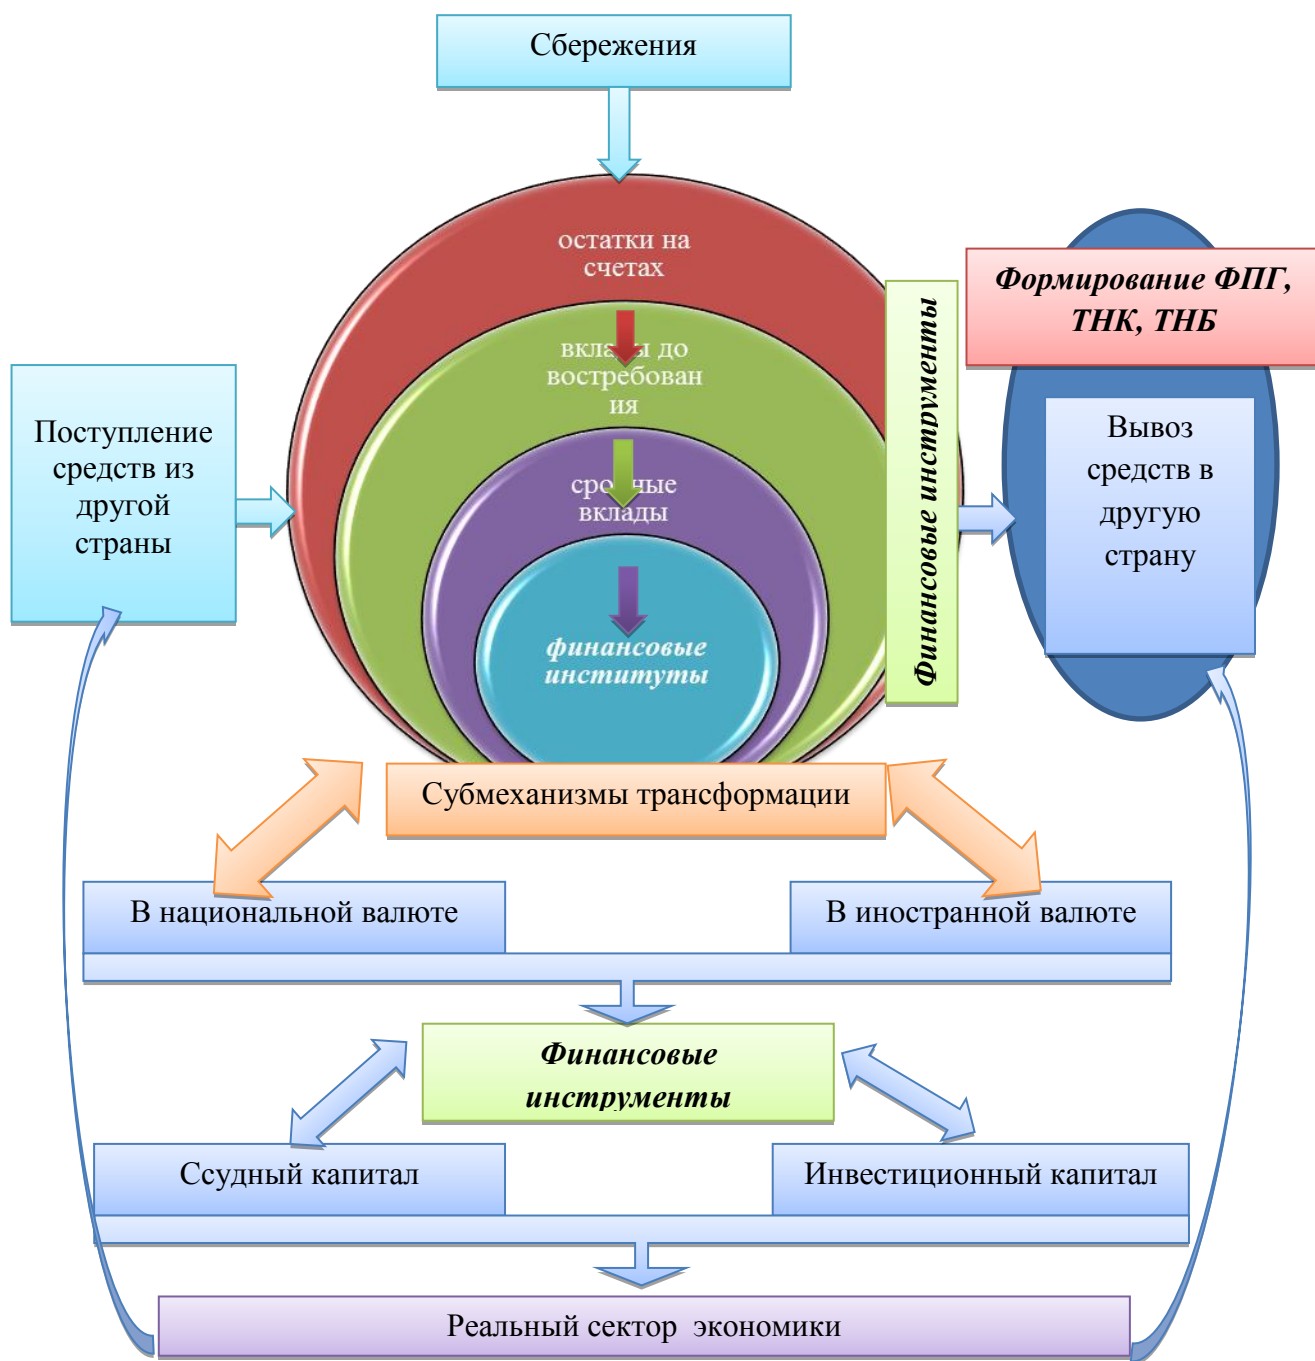 Сбережения
остатки на
счетах
вклады до
востребован
ия
срочные
вклады
финансовые
институты
Финансовые инструменты
Формирование ФПГ,
ТНК, ТНБ
Поступление
средств из
другой
страны
Вывоз
средств в
другую
страну
Субмеханизмы трансформации
В национальной валюте
В иностранной валюте
Финансовые
инструменты
Ссудный капитал
Инвестиционный капитал
Реальный сектор экономики